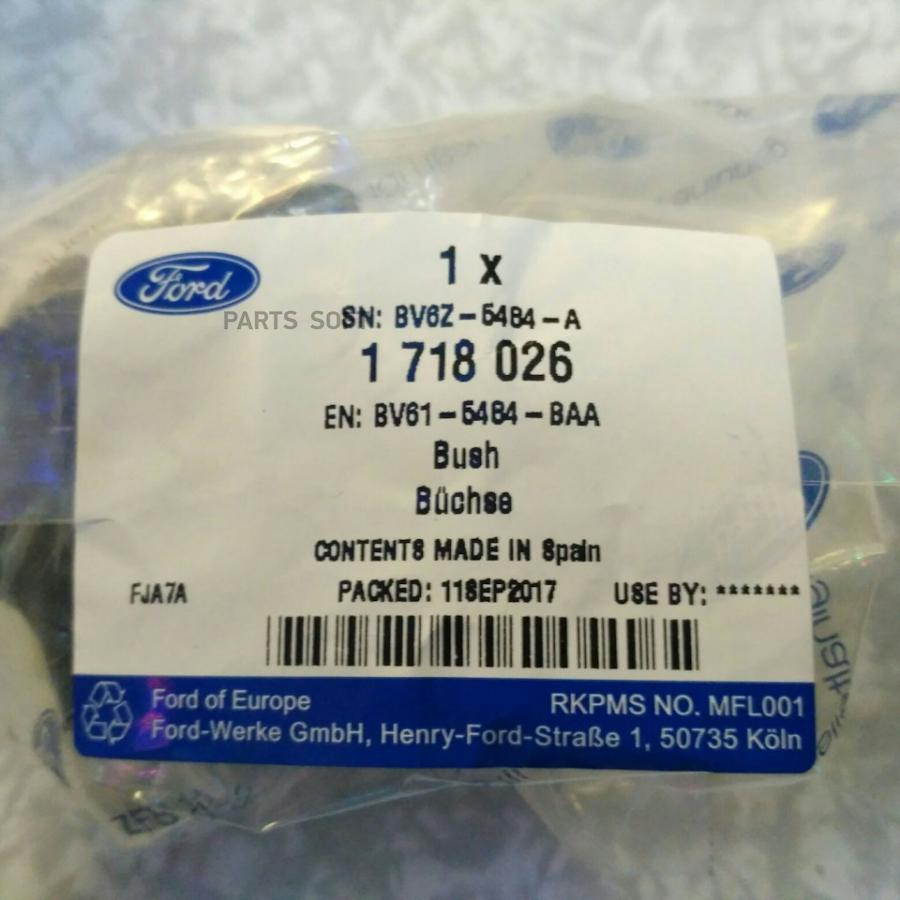 Ford
1 x
PARTS SO
SN: BV6Z-5484-A
1 718 026
EN: BV61-5484-BAA
Bush
Büchse
CONTENTS MADE IN Spain
FJA7A PACKED: 11SEP2017 USE BY: *******
Ford of Europe RKPMS NO. MFL001
Ford-Werke GmbH, Henry-Ford-Straße 1, 50735 Köln